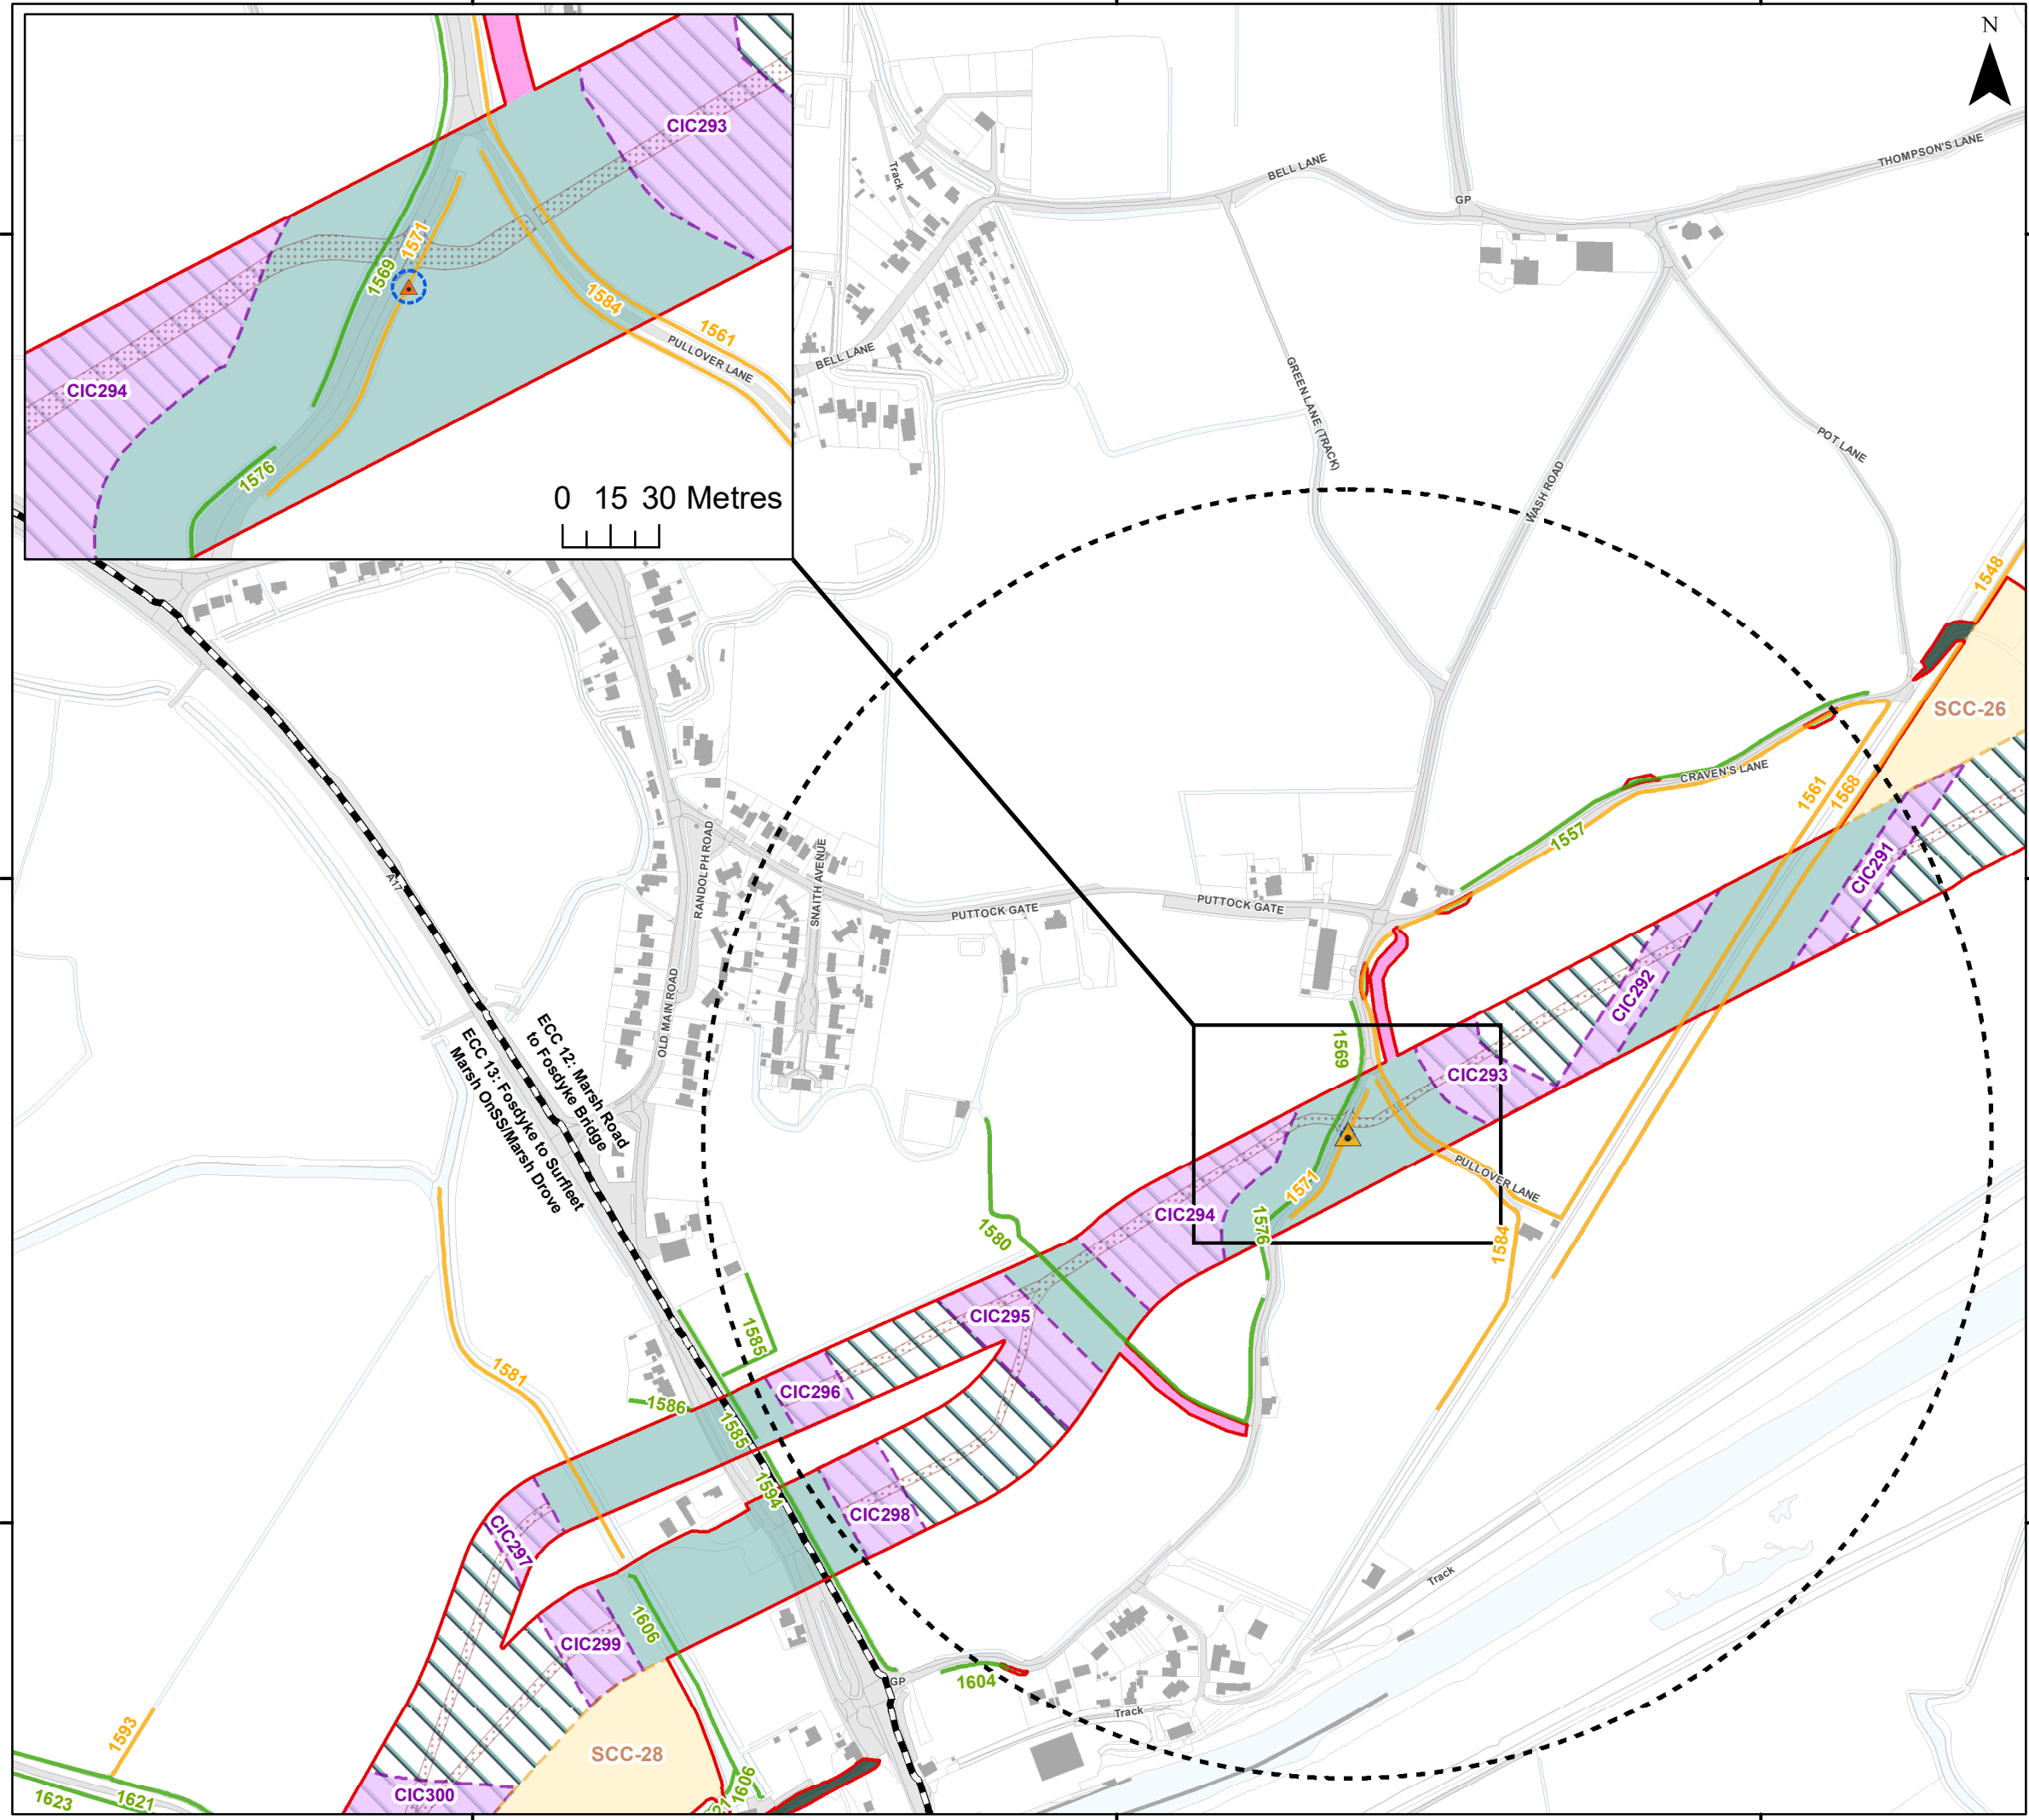 N
CIC293
1571
1569
1584
1561
PULLOVER LANE
CIC294
1576
0 15 30 Metres
Track
BELL LANE
GP
THOMPSON'S LANE
BELL LANE
GREEN LANE (TRACK)
WASH ROAD
POT LANE
1548
SCC-26
CRAVEN'S LANE
1561
1568
1557
A17
RANDOLPH ROAD
SNAITH AVENUE
PUTTOCK GATE
PUTTOCK GATE
CIC291
OLD MAIN ROAD
CIC292
ECC 12: Marsh Road
to Fosdyke Bridge
ECC 13: Fosdyke to Surfleet
Marsh OnSS/Marsh Drove
1569
CIC293
PULLOVER LANE
1571
CIC294
1576
1584
1580
CIC295
1585
1581
CIC296
1586
1585
1594
CIC298
CIC297
1606
CIC299
Track
GP
1604
Track
1593
SCC-28
CIC300
1606
1621
1623